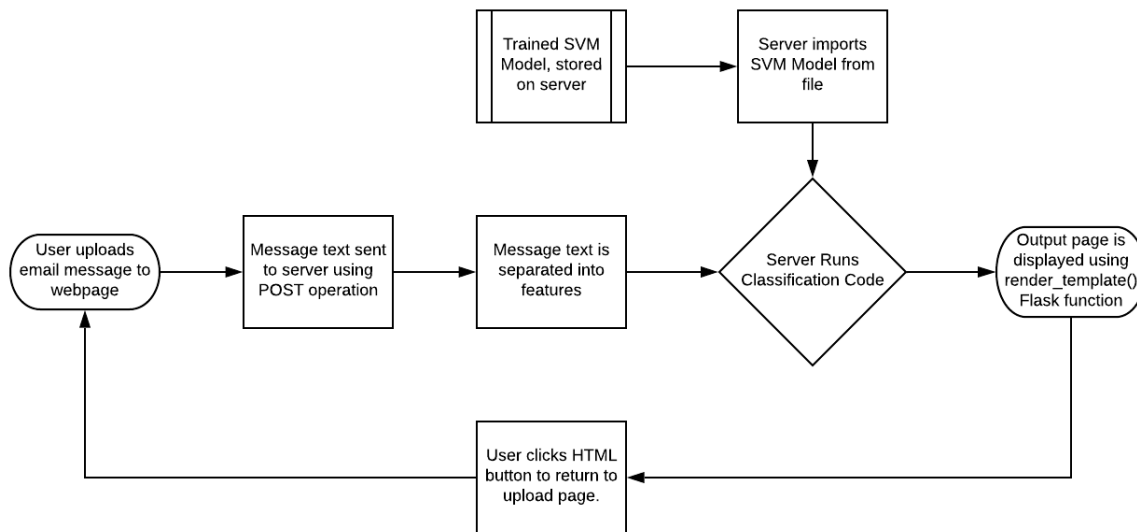 Trained SVM
Model, stored
on server
Server imports
SVM Model from
file
User uploads
email message to
webpage
Message text sent
to server using
POST operation
Message text is
separated into
features
Server Runs
Classification Code
Output page is
displayed using
render_template()
Flask function
User clicks HTML
button to return to
upload page.